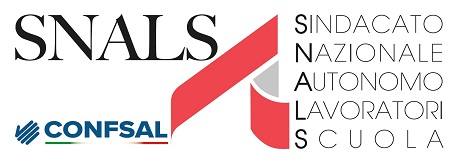 SNALS
CONFSAL
SINDACATO
NAZIONALE
AUTONOMO
LAVORATORI
SCUOLA